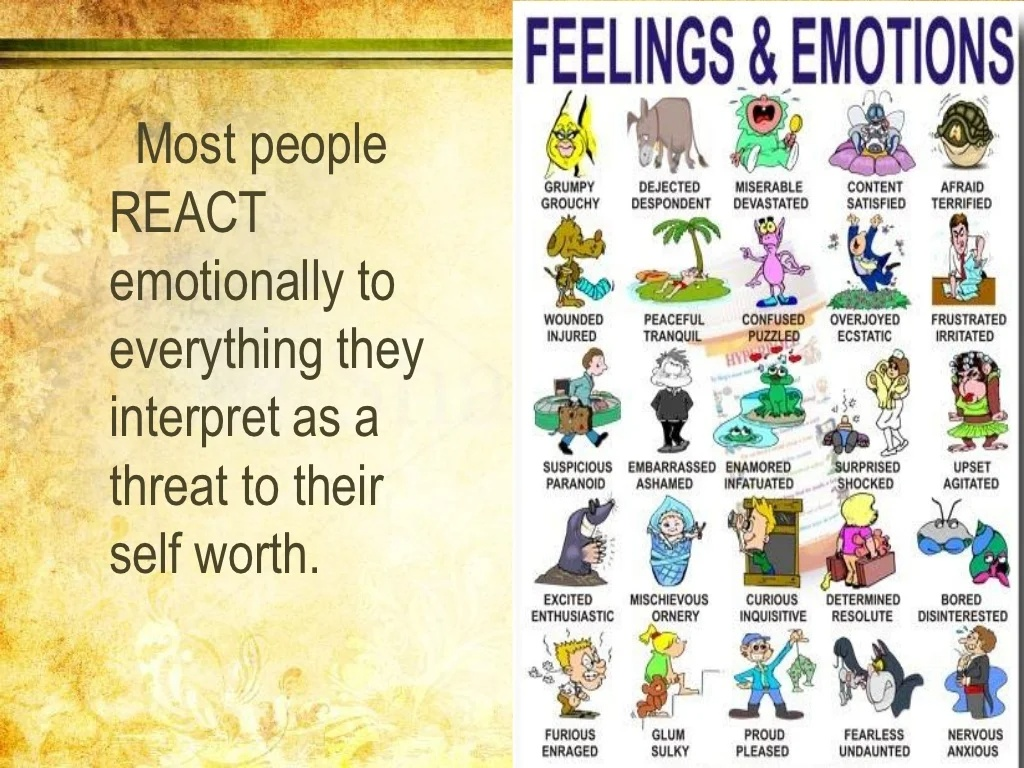 Most people
REACT
emotionally to
everything they
interpret as a
threat to their
self worth.
FEELINGS & EMOTIONS
GRUMPY
GROUCHY
DEJECTED
DESPONDENT
MISERABLE
DEVASTATED
CONTENT
SATISFIED
AFRAID
TERRIFIED
WOUNDED
INJURED
PEACEFUL
TRANQUIL
CONFUSED
PUZZLED
OVERJOYED
ECSTATIC
FRUSTRATED
IRRITATED
SUSPICIOUS
PARANOID
EMBARRASSED
ASHAMED
ENAMORED
INFATUATED
SURPRISED
SHOCKED
UPSET
AGITATED
EXCITED
ENTHUSIASTIC
MISCHIEVOUS
ORNERY
CURIOUS
INQUISITIVE
DETERMINED
RESOLUTE
BORED
DISINTERESTED
FURIOUS
ENRAGED
GLUM
SULKY
PROUD
PLEASED
FEARLESS
UNDAUNTED
NERVOUS
ANXIOUS